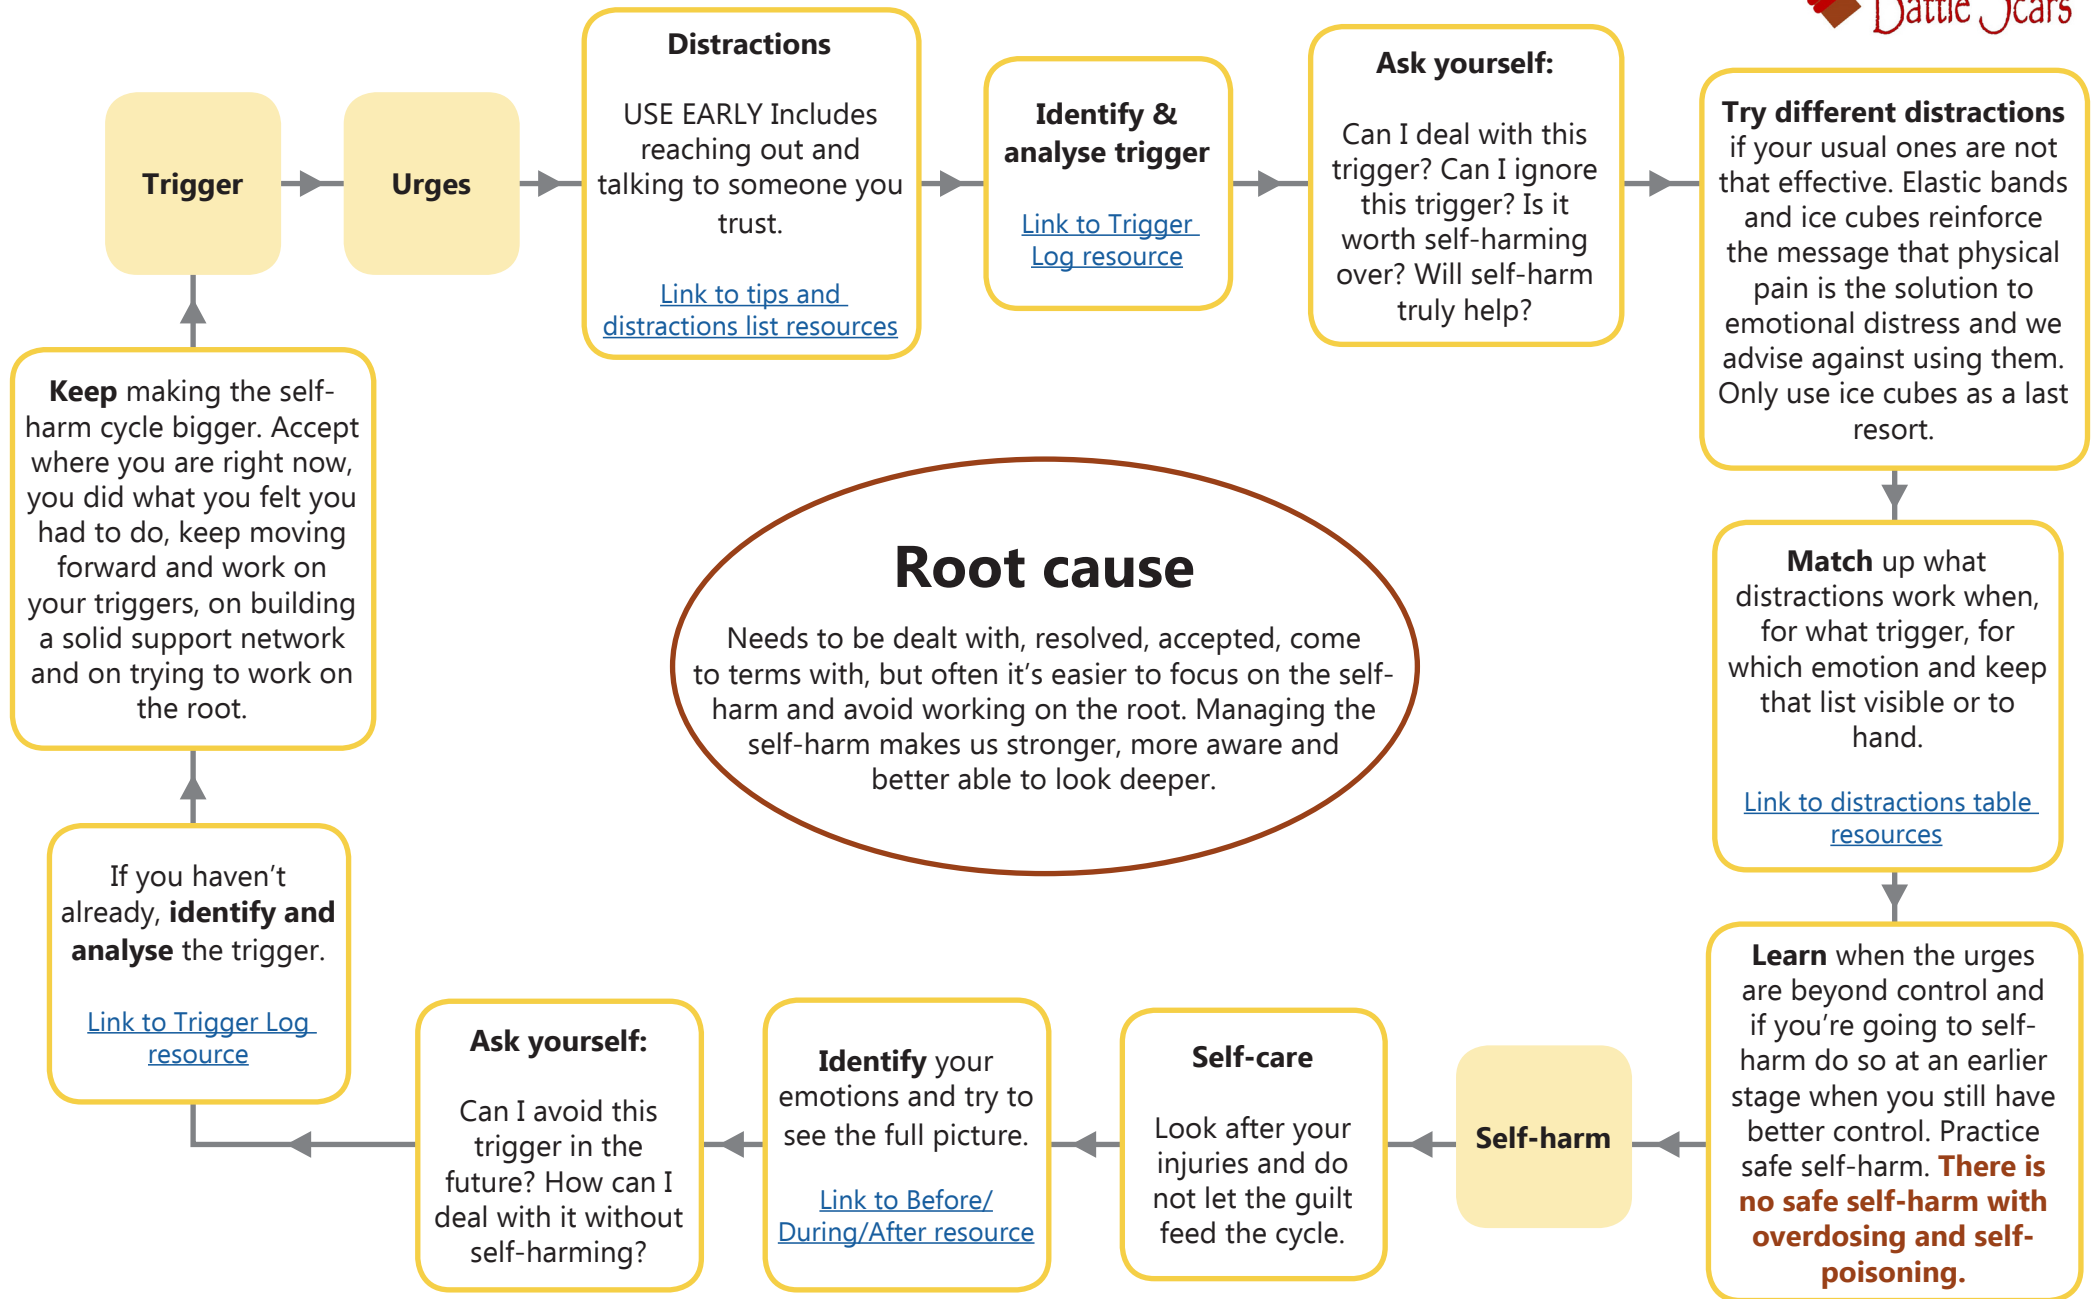 Battle Scars
Trigger
Urges
Distractions
USE EARLY Includes
reaching out and
talking to someone you
trust.
Link to tips and
distractions list resources
Identify &
analyse trigger
Link to Trigger
Log resource
Ask yourself:
Can I deal with this
trigger? Can I ignore
this trigger? Is it
worth self-harming
over? Will self-harm
truly help?
Try different distractions
if your usual ones are not
that effective. Elastic bands
and ice cubes reinforce
the message that physical
pain is the solution to
emotional distress and we
advise against using them.
Only use ice cubes as a last
resort.
Match up what
distractions work when,
for what trigger, for
which emotion and keep
that list visible or to
hand.
Link to distractions table
resources
Learn when the urges
are beyond control and
if you're going to self-
harm do so at an earlier
stage when you still have
better control. Practice
safe self-harm. There is
no safe self-harm with
overdosing and self-
poisoning.
Self-harm
Self-care
Look after your
injuries and do
not let the guilt
feed the cycle.
Identify your
emotions and try to
see the full picture.
Link to Before/
During/After resource
Ask yourself:
Can I avoid this
trigger in the
future? How can I
deal with it without
self-harming?
If you haven't
already, identify and
analyse the trigger.
Link to Trigger Log
resource
Keep making the self-
harm cycle bigger. Accept
where you are right now,
you did what you felt you
had to do, keep moving
forward and work on
your triggers, on building
a solid support network
and on trying to work on
the root.
Root cause
Needs to be dealt with, resolved, accepted, come
to terms with, but often it's easier to focus on the self-
harm and avoid working on the root. Managing the
self-harm makes us stronger, more aware and
better able to look deeper.